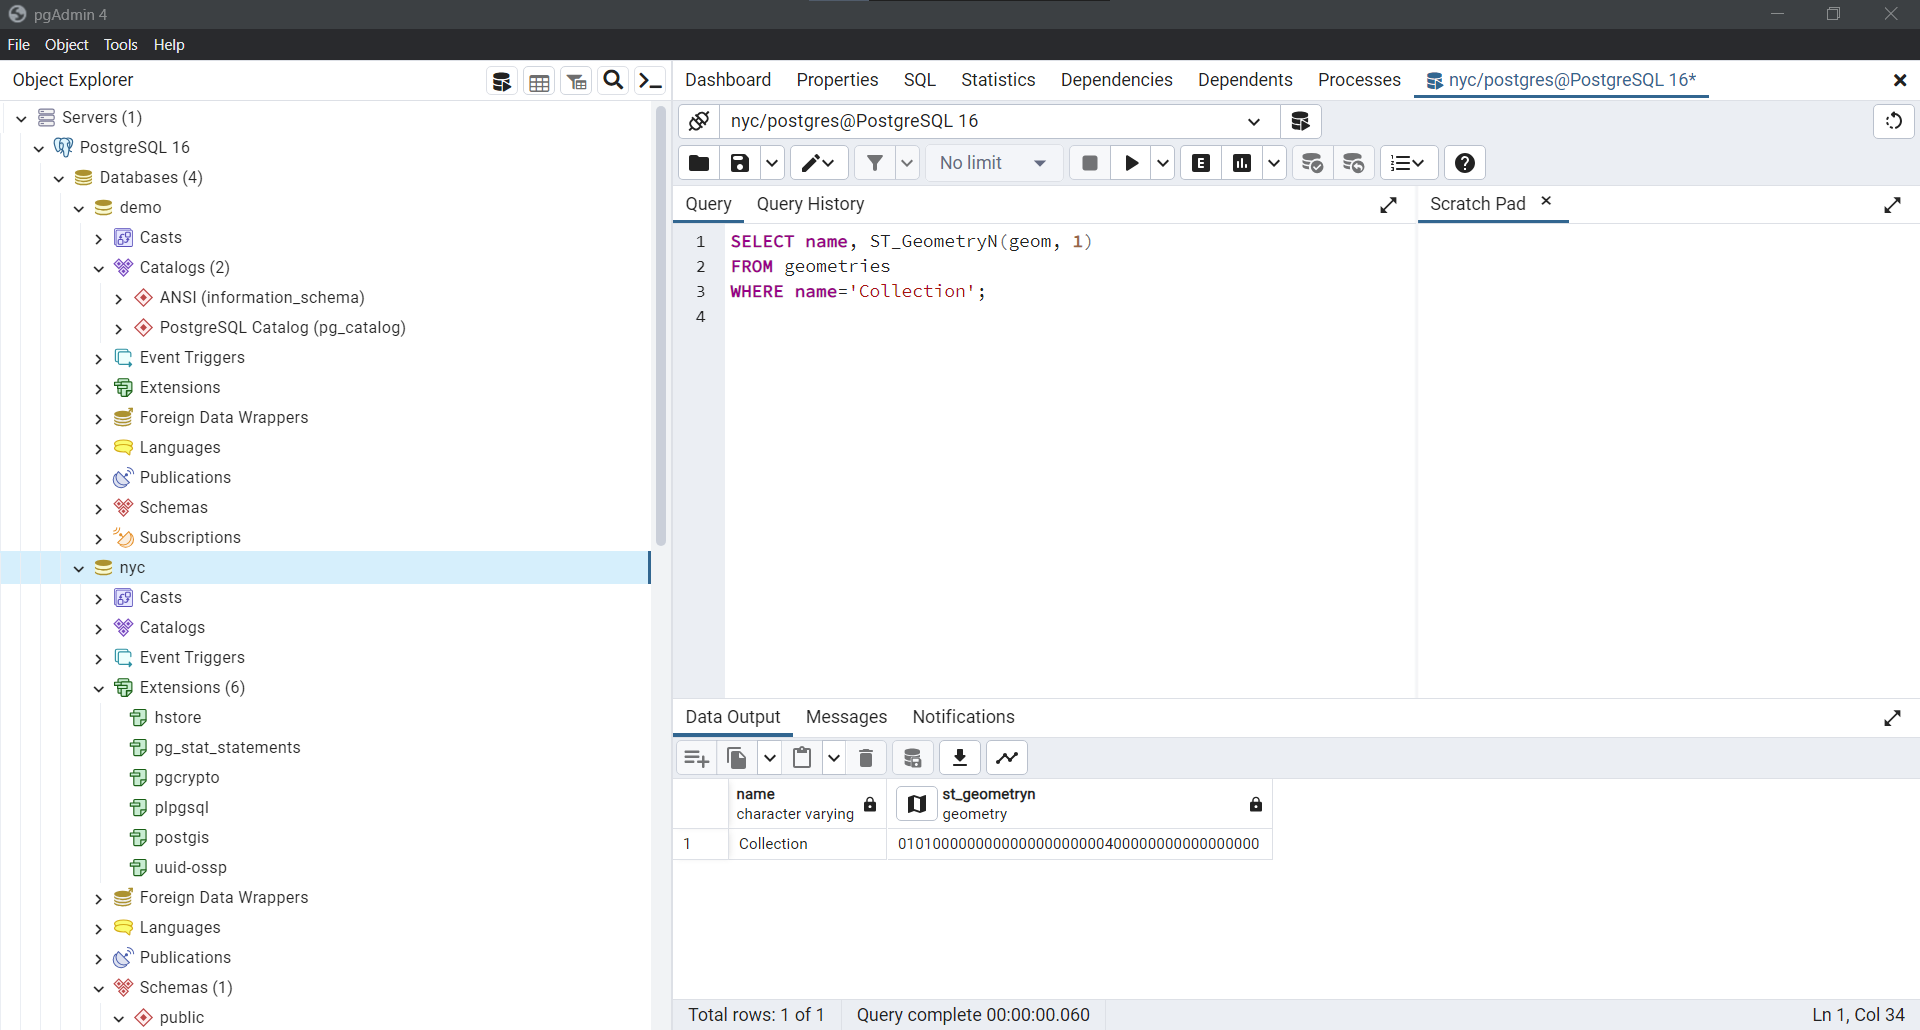 pgAdmin 4
File Object Tools Help
Object Explorer
Dashboard Properties SQL Statistics Dependencies Dependents Processes nyc/postgres@PostgreSQL 16*
Servers (1)
PostgreSQL 16
Databases (4)
demo
Casts
Catalogs (2)
ANSI (information_schema)
PostgreSQL Catalog (pg_catalog)
Event Triggers
Extensions
Foreign Data Wrappers
Languages
Publications
Schemas
Subscriptions
nyc
Casts
Catalogs
Event Triggers
Extensions (6)
hstore
pg_stat_statements
pgcrypto
plpgsql
postgis
uuid-ossp
Foreign Data Wrappers
Languages
Publications
Schemas (1)
public
nyc/postgres@PostgreSQL 16
No limit
E
Query Query History
Scratch Pad
1 SELECT name, ST_GeometryN(geom, 1)
2 FROM geometries
3 WHERE name='Collection';
4
Data Output Messages Notifications
name
character varying
st_geometryn
geometry
1 Collection
Total rows: 1 of 1 Query complete 00:00:00.060 Ln 1, Col 34